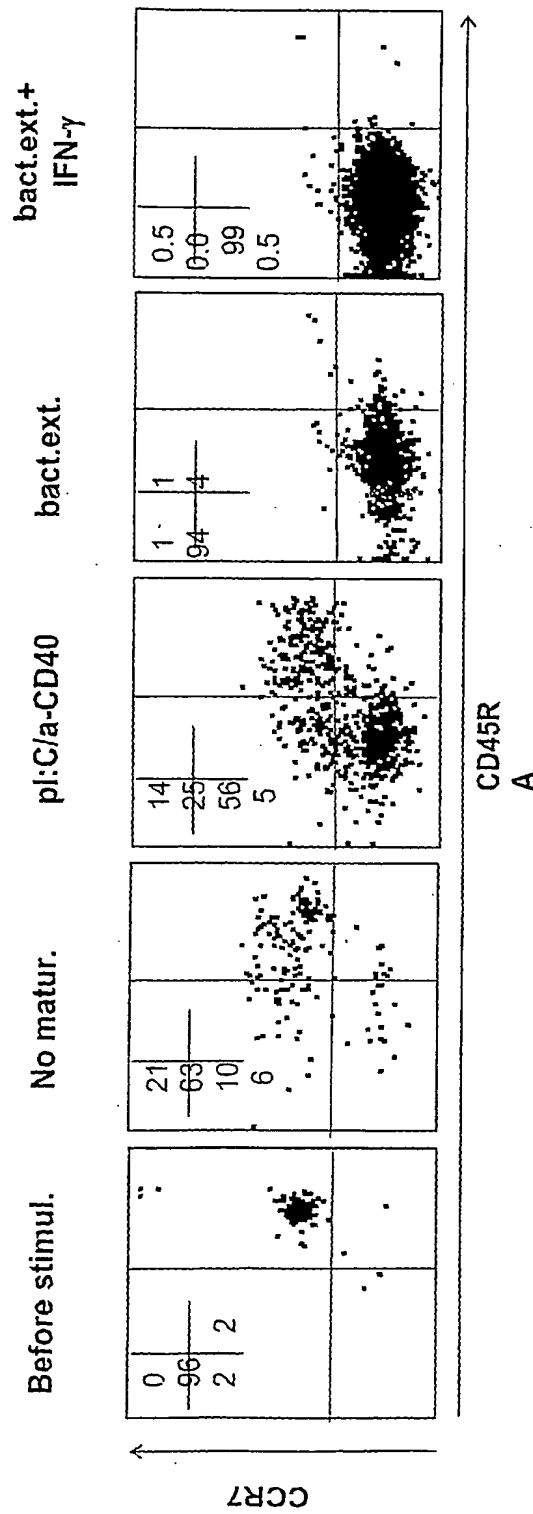 Before stimul.
No matur.
pI:C/a-CD40
bact.ext.
bact.ext.+
IFN-γ
0
96
2 2
21
63
10
6
14
25
56
5
1 1
94 4
0.5
0.0
99
0.5
CCR7
CD45R
A